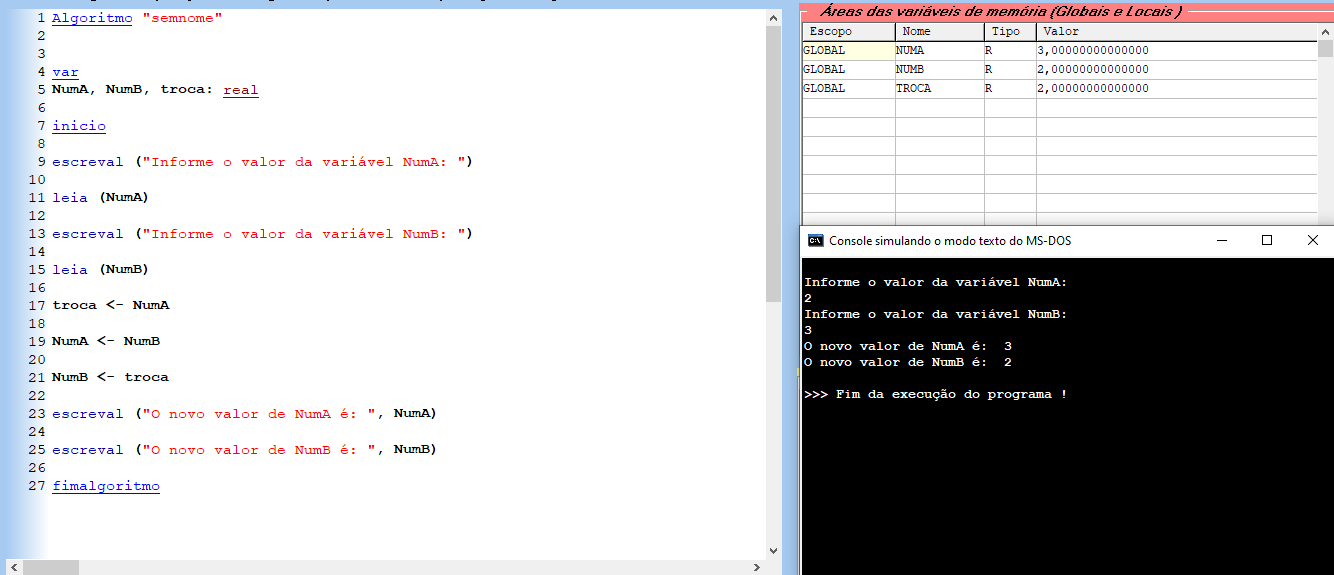 1 Algoritmo "semnome"
2
3
4 var
5 NumA, NumB, troca: real
6
7 inicio
8
9 escreval ("Informe o valor da variável NumA: ")
10
11 leia (NumA)
12
13 escreval ("Informe o valor da variável NumB: ")
14
15 leia (NumB)
16
17 troca <- NumA
18
19 NumA <- NumB
20
21 NumB <- troca
22
23 escreval ("O novo valor de NumA é: ", NumA)
24
25 escreval ("O novo valor de NumB é: ", NumB)
26
27 fimalgoritmo
Áreas das variáveis de memória (Globais e Locais )
Escopo Nome Tipo Valor
GLOBAL NUMA R 3,00000000000000
GLOBAL NUMB R 2,00000000000000
GLOBAL TROCA R 2,00000000000000
C:\ Console simulando o modo texto do MS-DOS
Informe o valor da variável NumA:
2
Informe o valor da variável NumB:
3
O novo valor de NumA é: 3
O novo valor de NumB é: 2
>>> Fim da execução do programa !